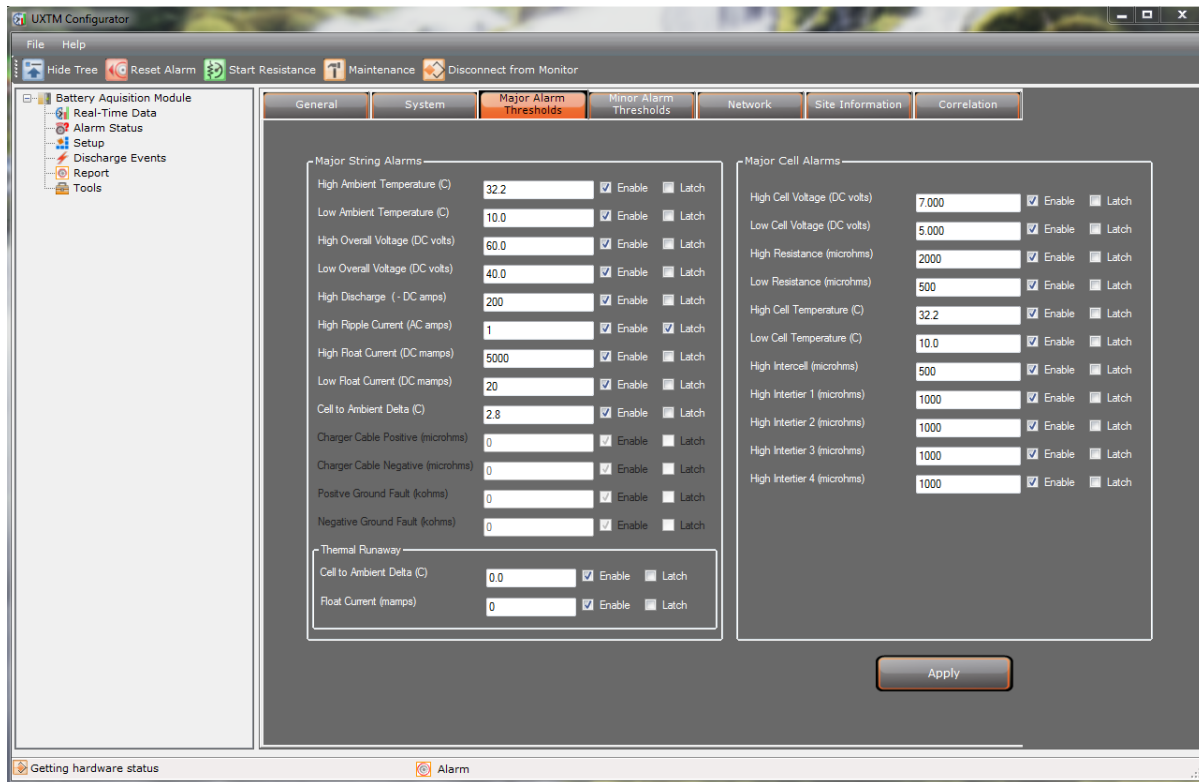 UXTM Configurator
File Help
Hide Tree Reset Alarm Start Resistance Maintenance Disconnect from Monitor
Battery Aquisition Module
Real-Time Data
Alarm Status
Setup
Discharge Events
Report
Tools
General System Major Alarm Thresholds Minor Alarm Thresholds Network Site Information Correlation
Major String Alarms
High Ambient Temperature (C) 32.2 Enable Latch
Low Ambient Temperature (C) 10.0 Enable Latch
High Overall Voltage (DC volts) 60.0 Enable Latch
Low Overall Voltage (DC volts) 40.0 Enable Latch
High Discharge ( - DC amps) 200 Enable Latch
High Ripple Current (AC amps) 1 Enable Latch
High Float Current (DC mamps) 5000 Enable Latch
Low Float Current (DC mamps) 20 Enable Latch
Cell to Ambient Delta (C) 2.8 Enable Latch
Charger Cable Positive (microhms) 0 Enable Latch
Charger Cable Negative (microhms) 0 Enable Latch
Positve Ground Fault (kohms) 0 Enable Latch
Negative Ground Fault (kohms) 0 Enable Latch
Thermal Runaway
Cell to Ambient Delta (C) 0.0 Enable Latch
Float Current (mamps) 0 Enable Latch
Major Cell Alarms
High Cell Voltage (DC volts) 7.000 Enable Latch
Low Cell Voltage (DC volts) 5.000 Enable Latch
High Resistance (microhms) 2000 Enable Latch
Low Resistance (microhms) 500 Enable Latch
High Cell Temperature (C) 32.2 Enable Latch
Low Cell Temperature (C) 10.0 Enable Latch
High Intercell (microhms) 500 Enable Latch
High Intertier 1 (microhms) 1000 Enable Latch
High Intertier 2 (microhms) 1000 Enable Latch
High Intertier 3 (microhms) 1000 Enable Latch
High Intertier 4 (microhms) 1000 Enable Latch
Apply
Getting hardware status Alarm